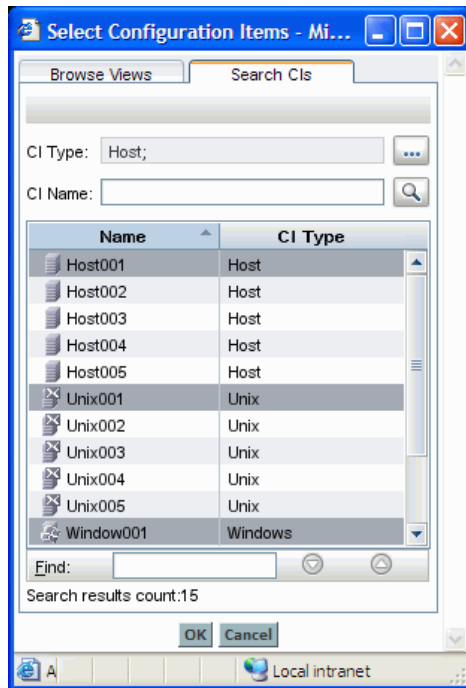 Select Configuration Items - Mi...
Browse Views Search CIs
CI Type: Host; ...
CI Name:
Name CI Type
Host001 Host
Host002 Host
Host003 Host
Host004 Host
Host005 Host
Unix001 Unix
Unix002 Unix
Unix003 Unix
Unix004 Unix
Unix005 Unix
Window001 Windows
Find:
Search results count:15
OK Cancel
A Local intranet